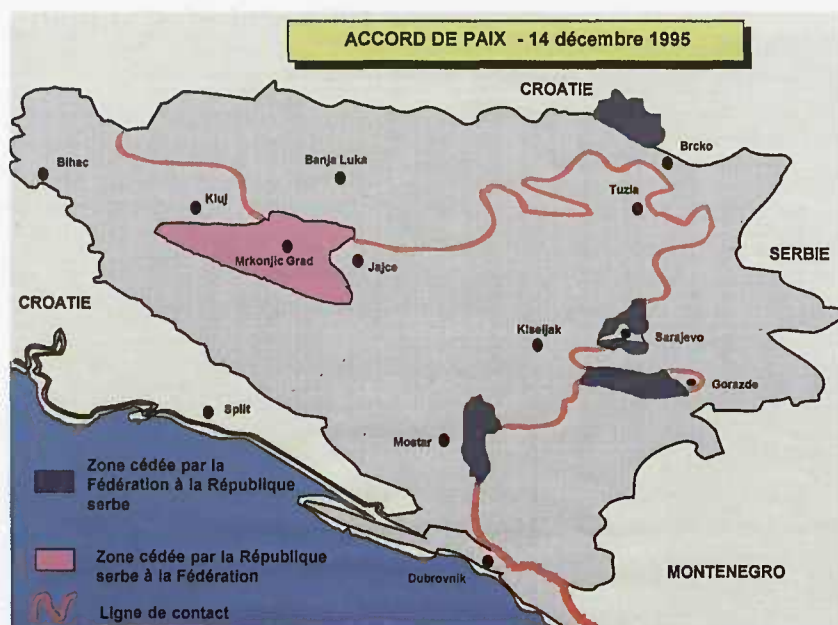 ACCORD DE PAIX - 14 décembre 1995
CROATIE
Brcko
Banja Luka
Bihac
Kluj
Tuzla
Mrkonjic Grad
Jajce
SERBIE
CROATIE
Kiseljak
Sarajevo
Gorazde
Split
Mostar
Zone cédée par la
Fédération à la République
serbe
Zone cédée par la République
serbe à la Fédération
Dubrovnik
MONTENEGRO
Ligne de contact